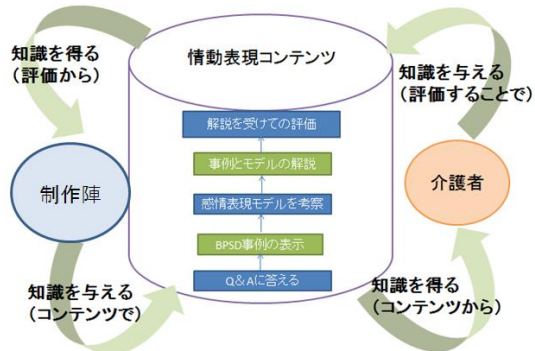 情動表現コンテンツ
知識を得る
（評価から）
知識を与える
（評価することで）
解説を受けての評価
事例とモデルの解説
感情表現モデルを考察
BPSD事例の表示
Q&Aに答える
制作陣
介護者
知識を与える
（コンテンツで）
知識を得る
（コンテンツから）